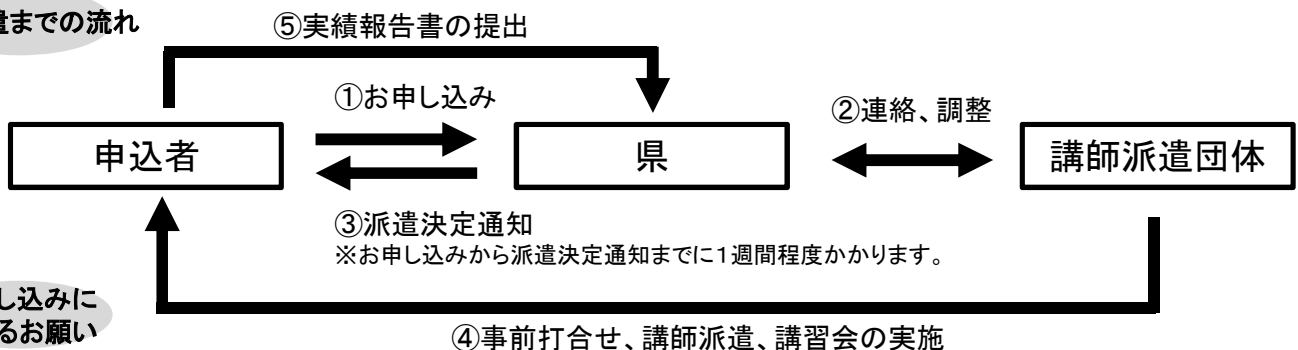 遣までの流れ
⑤実績報告書の提出
①お申し込み
②連絡、調整
申込者
県
講師派遣団体
③派遣決定通知
※お申し込みから派遣決定通知までに1週間程度かかります。
し込みに
るお願い
④事前打合せ、講師派遣、講習会の実施